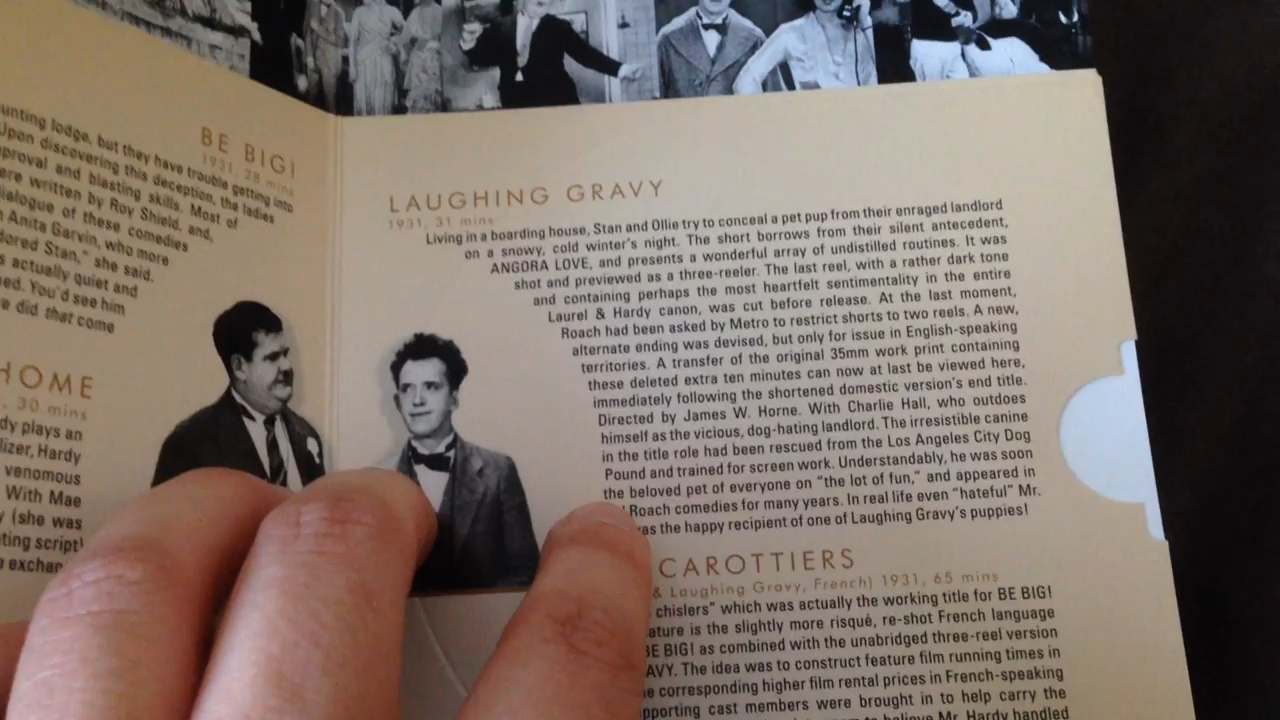 unting lodge, but they have trouble getting into
BE BIG!
1931, 28 mins
Upon discovering this deception, the ladies
proval and blasting skills. Most of
ere written by Roy Shield, and,
ialogue of these comedies
Anita Garvin, who more
dored Stan," she said.
s actually quiet and
ned. You'd see him
e did that come
HOME
, 30 mins
dy plays an
lizer, Hardy
venomous
With Mae
y (she was
ting script
e exchan
LAUGHING GRAVY
1931, 31 mins
Living in a boarding house, Stan and Ollie try to conceal a pet pup from their enraged landlord
on a snowy, cold winter's night. The short borrows from their silent antecedent,
ANGORA LOVE, and presents a wonderful array of undistilled routines. It was
shot and previewed as a three-reeler. The last reel, with a rather dark tone
and containing perhaps the most heartfelt sentimentality in the entire
Laurel & Hardy canon, was cut before release. At the last moment,
Roach had been asked by Metro to restrict shorts to two reels. A new,
alternate ending was devised, but only for issue in English-speaking
territories. A transfer of the original 35mm work print containing
these deleted extra ten minutes can now at last be viewed here,
immediately following the shortened domestic version's end title.
Directed by James W. Horne. With Charlie Hall, who outdoes
himself as the vicious, dog-hating landlord. The irresistible canine
in the title role had been rescued from the Los Angeles City Dog
Pound and trained for screen work. Understandably, he was soon
the beloved pet of everyone on "the lot of fun," and appeared in
Roach comedies for many years. In real life even "hateful" Mr.
was the happy recipient of one of Laughing Gravy's puppies!
CAROTTIERS
& Laughing Gravy, French) 1931, 65 mins
chislers" which was actually the working title for BE BIG!
ature is the slightly more risqué, re-shot French language
BE BIG! as combined with the unabridged three-reel version
AVY. The idea was to construct feature film running times in
e corresponding higher film rental prices in French-speaking
pporting cast members were brought in to help carry the
to believe Mr. Hardy handled